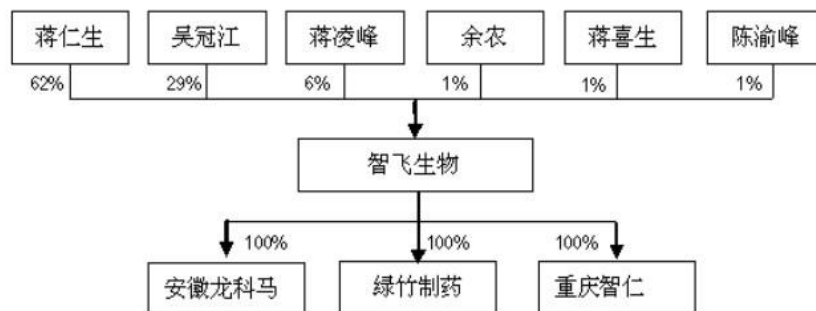 蒋仁生 吴冠江 蒋凌峰 余农 蒋喜生 陈渝峰
62% 29% 6% 1% 1% 1%
智飞生物
100% 100% 100%
安徽龙科马 绿竹制药 重庆智仁